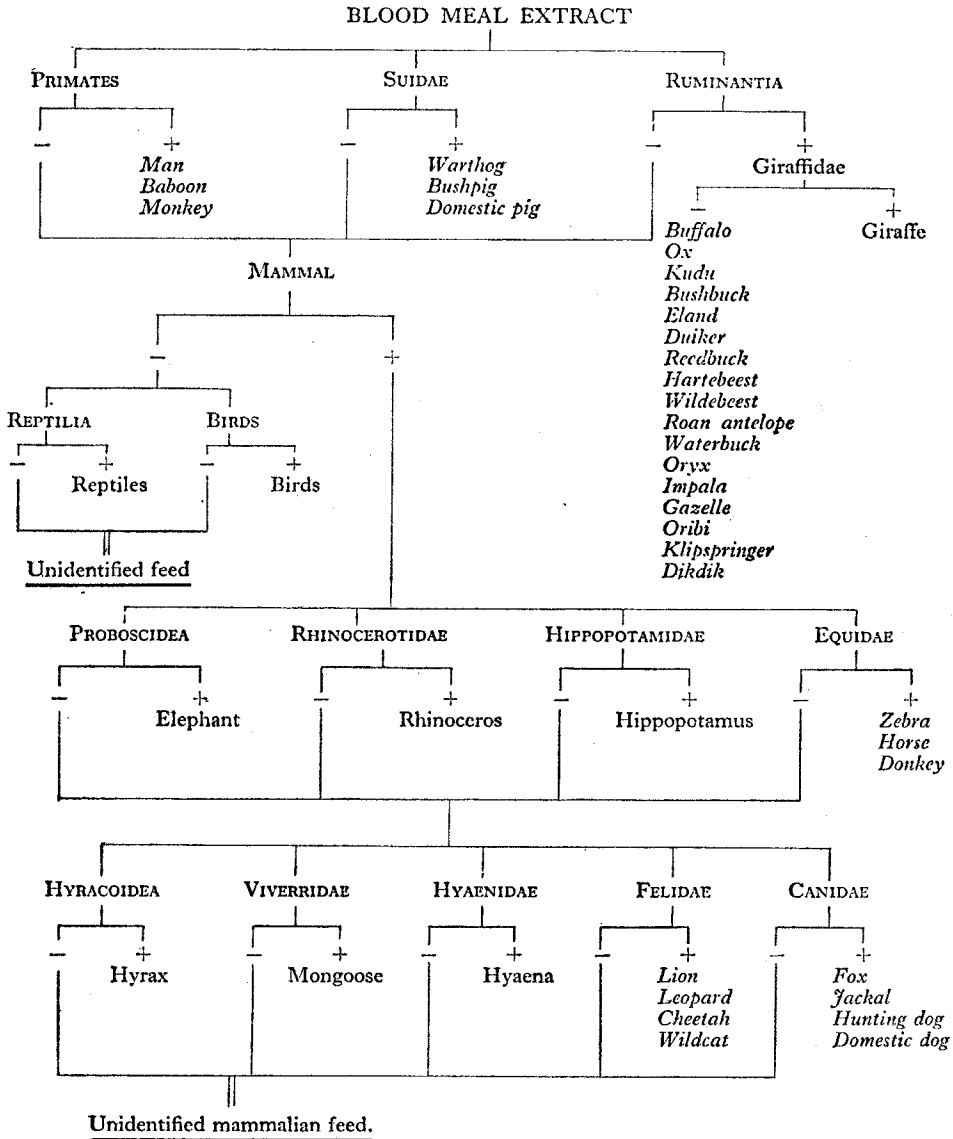 BLOOD MEAL EXTRACT
PRIMATES SUIDAE RUMINANTIA
− + − + − +
Man Warthog Giraffidae
Baboon Bushpig
Monkey Domestic pig
− +
Buffalo Giraffe
Ox
Kudu
Bushbuck
Eland
Duiker
Reedbuck
Hartebeest
Wildebeest
Roan antelope
Waterbuck
Oryx
Impala
Gazelle
Oribi
Klipspringer
Dikdik
MAMMAL
− +
REPTILIA BIRDS
− + − +
Reptiles Birds
Unidentified feed
PROBOSCIDEA RHINOCEROTIDAE HIPPOPOTAMIDAE EQUIDAE
− + − + − + − +
Elephant Rhinoceros Hippopotamus Zebra
Horse
Donkey
HYRACOIDEA VIVERRIDAE HYAENIDAE FELIDAE CANIDAE
− + − + − + − + − +
Hyrax Mongoose Hyaena Lion Fox
Leopard Jackal
Cheetah Hunting dog
Wildcat Domestic dog
Unidentified mammalian feed.